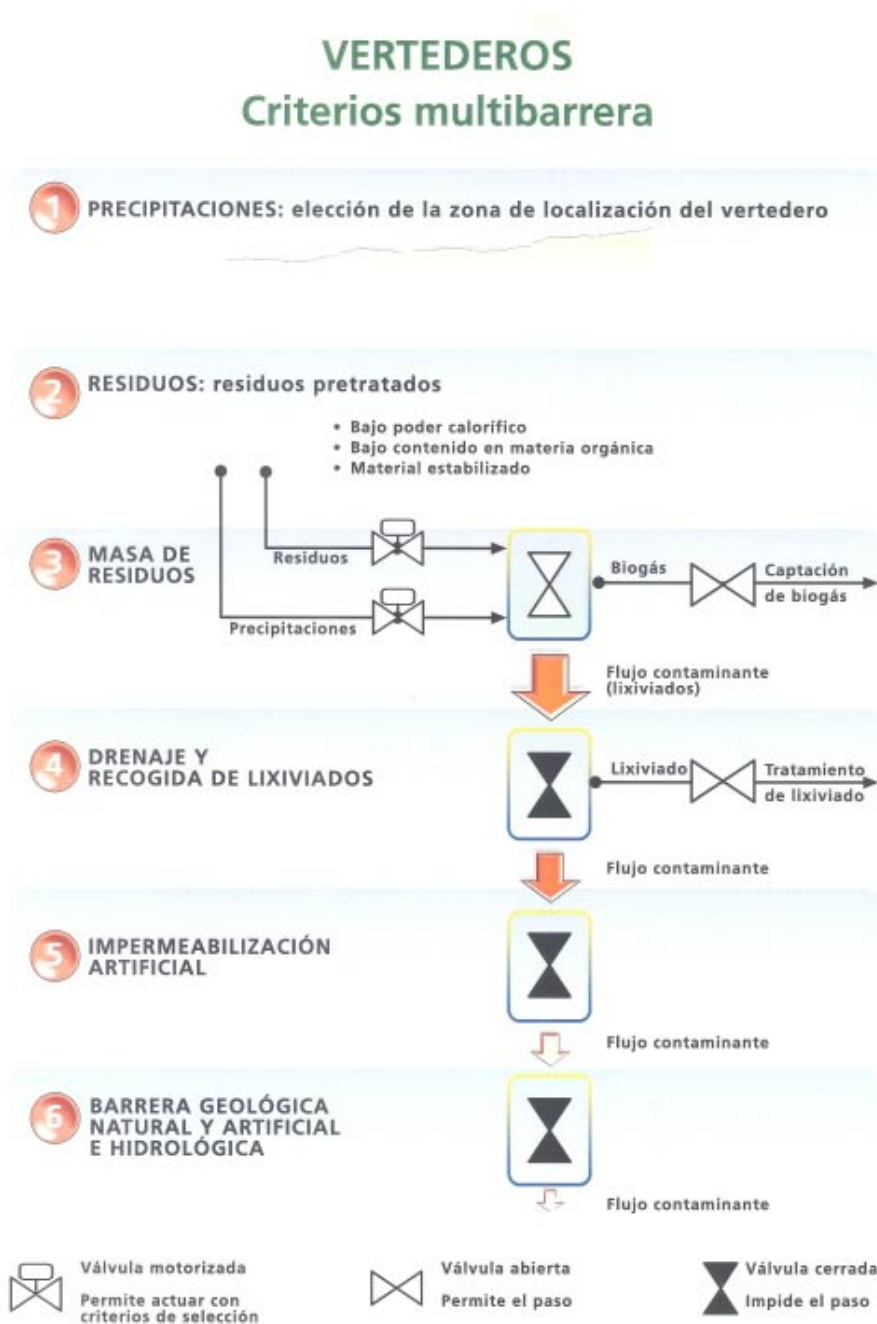 VERTEDEROS
Criterios multibarrera
1 PRECIPITACIONES: elección de la zona de localización del vertedero
2 RESIDUOS: residuos pretratados
• Bajo poder calorífico
• Bajo contenido en materia orgánica
• Material estabilizado
3 MASA DE
RESIDUOS
Residuos
Precipitaciones
Biogás
Captación
de biogás
Flujo contaminante
(lixiviados)
4 DRENAJE Y
RECOGIDA DE LIXIVIADOS
Lixiviado
Tratamiento
de lixiviado
Flujo contaminante
5 IMPERMEABILIZACIÓN
ARTIFICIAL
Flujo contaminante
6 BARRERA GEOLÓGICA
NATURAL Y ARTIFICIAL
E HIDROLÓGICA
Flujo contaminante
Válvula motorizada
Permite actuar con
criterios de selección
Válvula abierta
Permite el paso
Válvula cerrada
Impide el paso